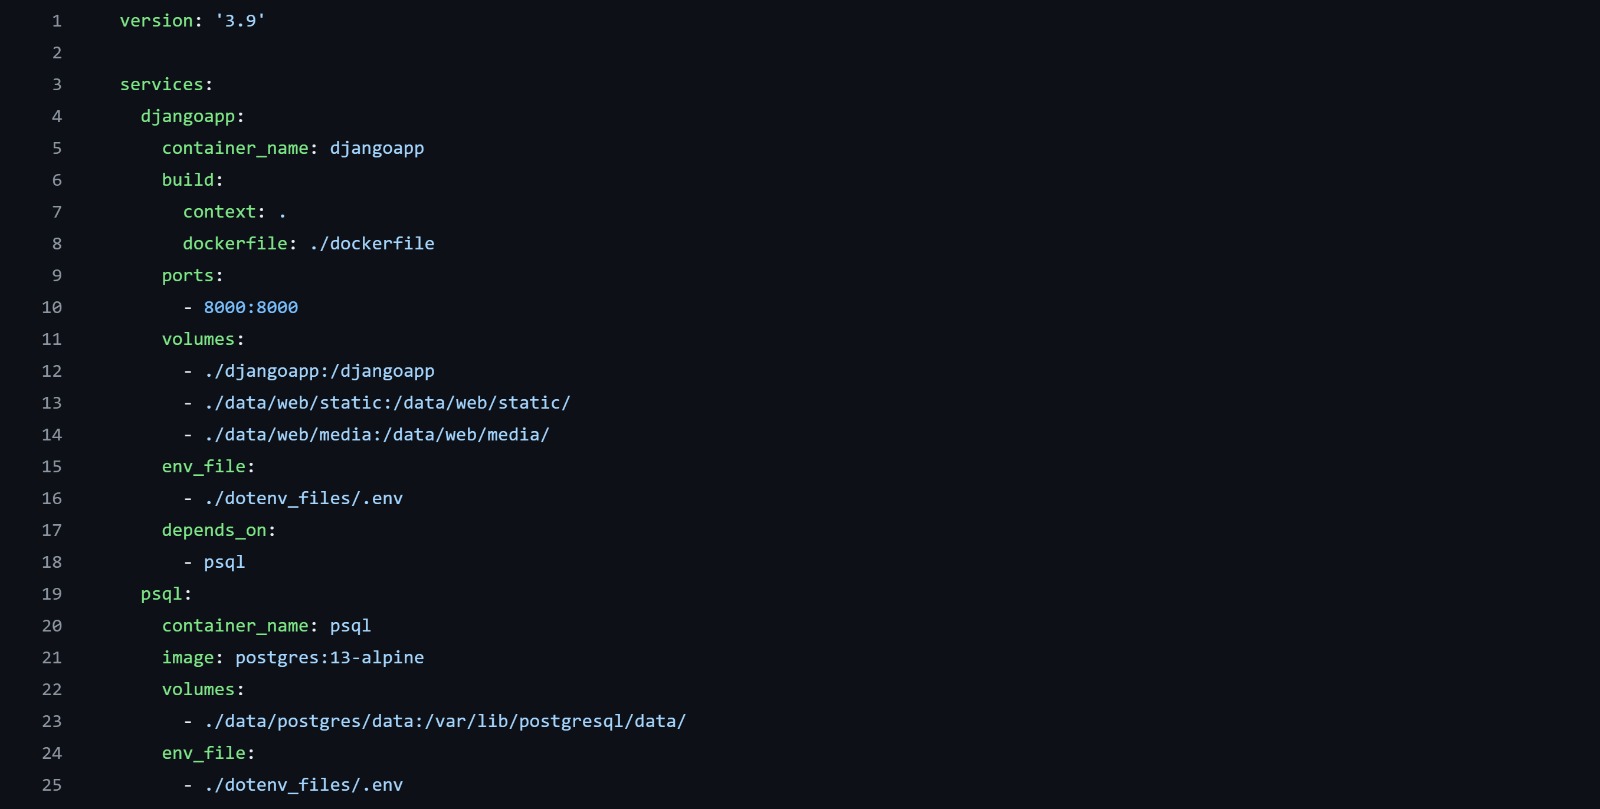 1 version: '3.9'
2
3 services:
4   djangoapp:
5     container_name: djangoapp
6     build:
7       context: .
8       dockerfile: ./dockerfile
9     ports:
10       - 8000:8000
11     volumes:
12       - ./djangoapp:/djangoapp
13       - ./data/web/static:/data/web/static/
14       - ./data/web/media:/data/web/media/
15     env_file:
16       - ./dotenv_files/.env
17     depends_on:
18       - psql
19   psql:
20     container_name: psql
21     image: postgres:13-alpine
22     volumes:
23       - ./data/postgres/data:/var/lib/postgresql/data/
24     env_file:
25       - ./dotenv_files/.env